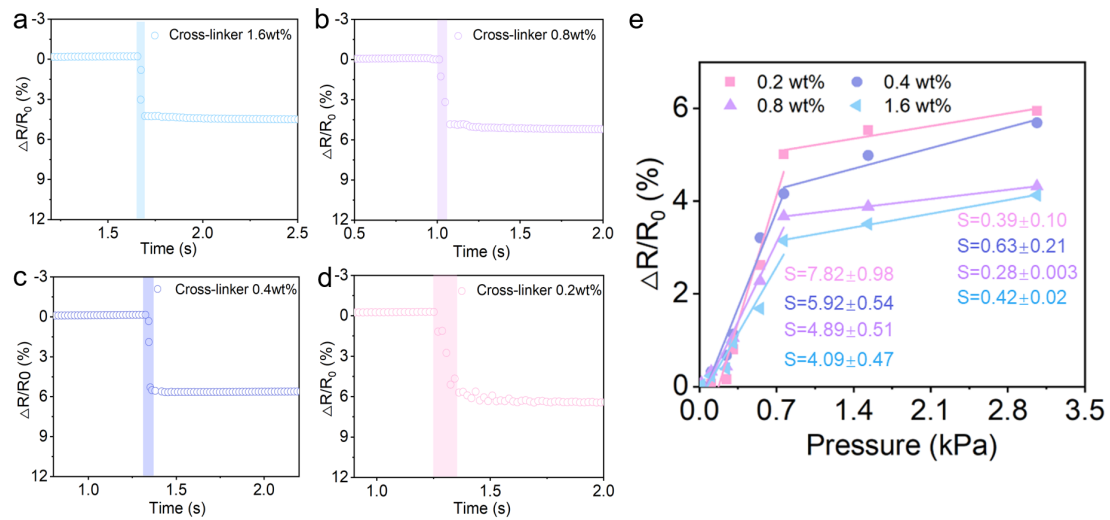 a
-3
0
3
6
9
12
ΔR/R0 (%)
Cross-linker 1.6wt%
1.5
2.0
2.5
Time (s)
b
-3
0
3
6
9
12
ΔR/R0 (%)
Cross-linker 0.8wt%
0.5
1.0
1.5
2.0
Time (s)
c
-3
0
3
6
9
12
ΔR/R0 (%)
Cross-linker 0.4wt%
1.0
1.5
2.0
Time (s)
d
-3
0
3
6
9
12
ΔR/R0 (%)
Cross-linker 0.2wt%
1.0
1.5
2.0
Time (s)
e
0.2 wt% 0.4 wt%
0.8 wt% 1.6 wt%
6
4
2
0
ΔR/R0 (%)
S=0.39±0.10
S=0.63±0.21
S=0.28±0.003
S=0.42±0.02
S=7.82±0.98
S=5.92±0.54
S=4.89±0.51
S=4.09±0.47
0.0 0.7 1.4 2.1 2.8 3.5
Pressure (kPa)